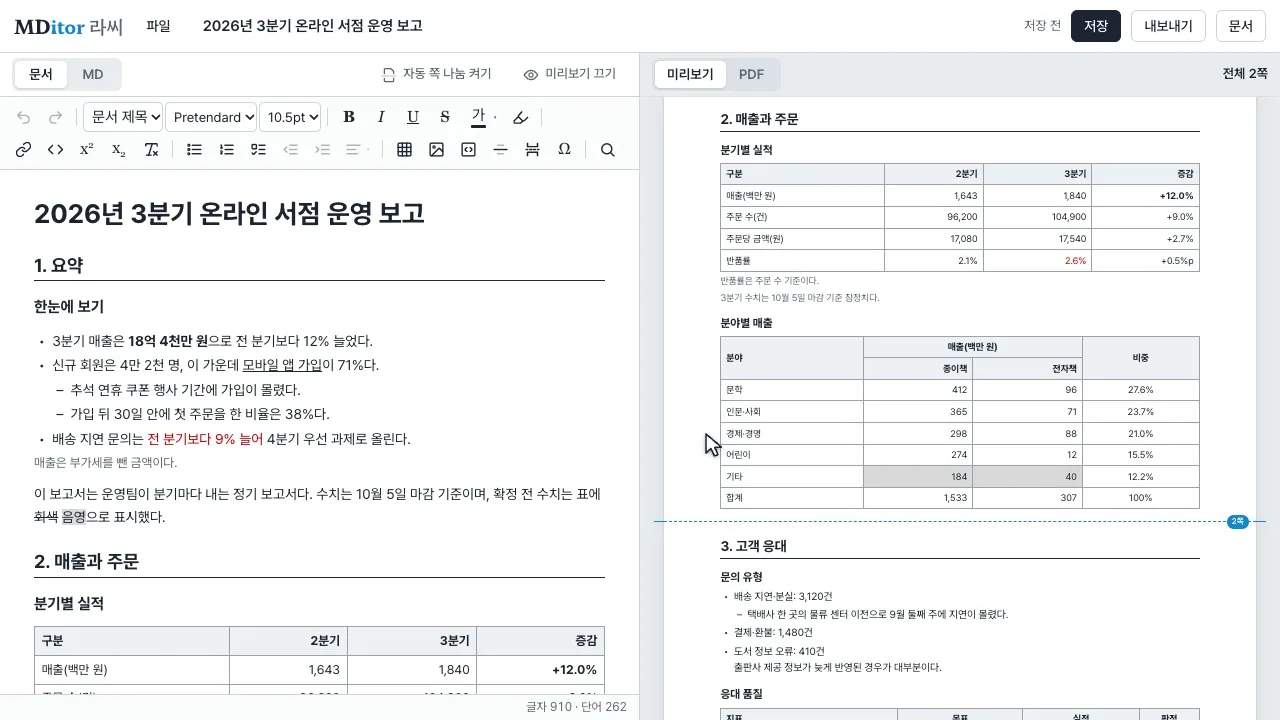 MDitor 라씨 파일 2026년 3분기 온라인 서점 운영 보고 저장 전 저장 내보내기 문서
문서 MD 자동 쪽 나눔 켜기 미리보기 끄기
문서 제목 Pretendard 10.5pt B I U S 가
x² x₂ Tx Ω
2026년 3분기 온라인 서점 운영 보고
1. 요약
한눈에 보기
• 3분기 매출은 18억 4천만 원으로 전 분기보다 12% 늘었다.
• 신규 회원은 4만 2천 명, 이 가운데 모바일 앱 가입이 71%다.
– 추석 연휴 쿠폰 행사 기간에 가입이 몰렸다.
– 가입 뒤 30일 안에 첫 주문을 한 비율은 38%다.
• 배송 지연 문의는 전 분기보다 9% 늘어 4분기 우선 과제로 올린다.
매출은 부가세를 뺀 금액이다.
이 보고서는 운영팀이 분기마다 내는 정기 보고서다. 수치는 10월 5일 마감 기준이며, 확정 전 수치는 표에
회색 음영으로 표시했다.
2. 매출과 주문
분기별 실적
구분 2분기 3분기 증감
매출(백만 원) 1,643 1,840 +12.0%
글자 910 · 단어 262
미리보기 PDF 전체 2쪽
2. 매출과 주문
분기별 실적
구분 2분기 3분기 증감
매출(백만 원) 1,643 1,840 +12.0%
주문 수(건) 96,200 104,900 +9.0%
주문당 금액(원) 17,080 17,540 +2.7%
반품률 2.1% 2.6% +0.5%p
반품률은 주문 수 기준이다.
3분기 수치는 10월 5일 마감 기준 잠정치다.
분야별 매출
분야 매출(백만 원) 비중
종이책 전자책
문학 412 96 27.6%
인문·사회 365 71 23.7%
경제·경영 298 88 21.0%
어린이 274 12 15.5%
기타 184 40 12.2%
합계 1,533 307 100%
2쪽
3. 고객 응대
문의 유형
• 배송 지연·분실: 3,120건
– 택배사 한 곳의 물류 센터 이전으로 9월 둘째 주에 지연이 몰렸다.
• 결제·환불: 1,480건
• 도서 정보 오류: 410건
출판사 제공 정보가 늦게 반영된 경우가 대부분이다.
응대 품질
지표 목표 실적 판정